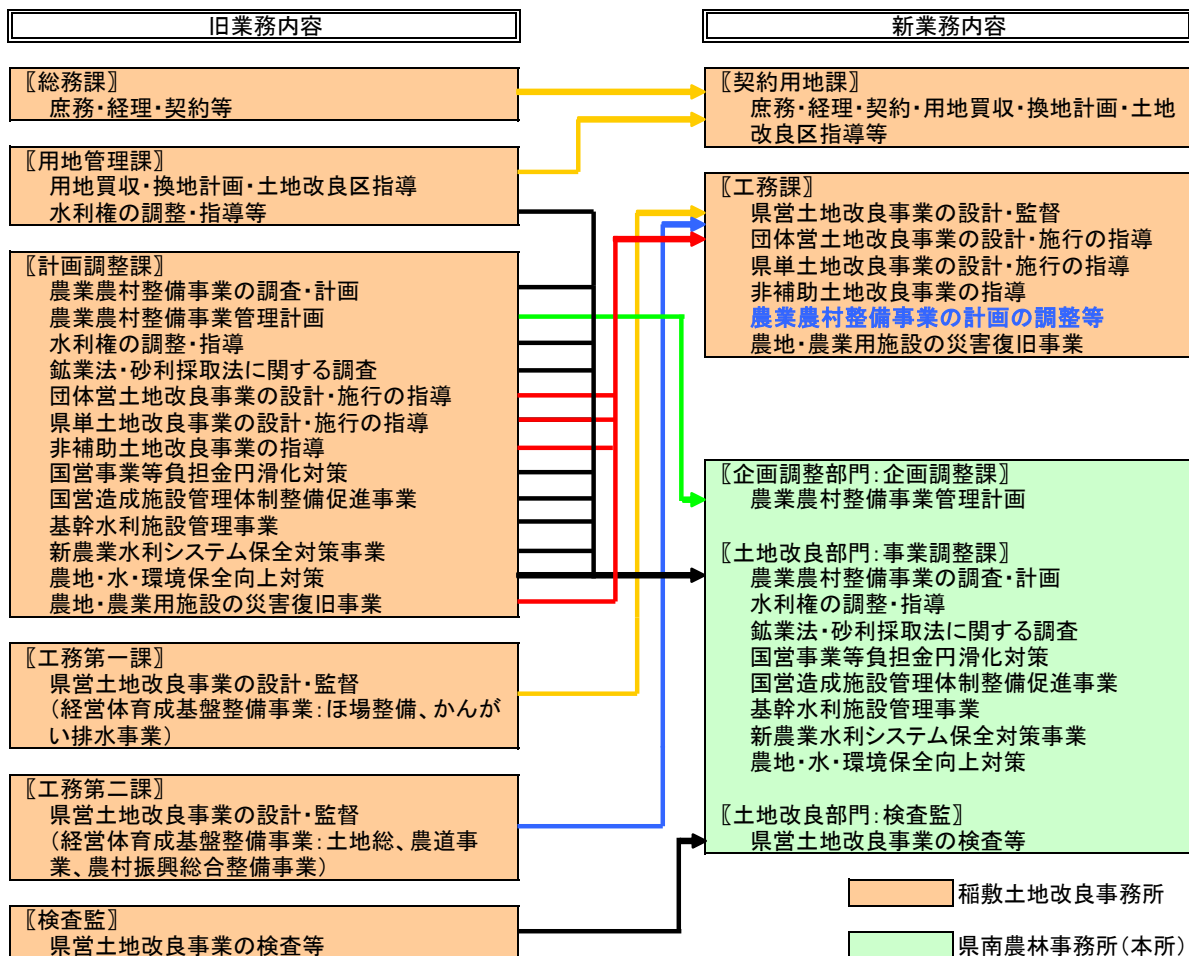 旧業務内容
〖総務課〗
庶務・経理・契約等
〖用地管理課〗
用地買収・換地計画・土地改良区指導
水利権の調整・指導等
〖計画調整課〗
農業農村整備事業の調査・計画
農業農村整備事業管理計画
水利権の調整・指導
鉱業法・砂利採取法に関する調査
団体営土地改良事業の設計・施行の指導
県単土地改良事業の設計・施行の指導
非補助土地改良事業の指導
国営事業等負担金円滑化対策
国営造成施設管理体制整備促進事業
基幹水利施設管理事業
新農業水利システム保全対策事業
農地・水・環境保全向上対策
農地・農業用施設の災害復旧事業
〖工務第一課〗
県営土地改良事業の設計・監督
(経営体育成基盤整備事業:ほ場整備、かんが
い排水事業)
〖工務第二課〗
県営土地改良事業の設計・監督
(経営体育成基盤整備事業:土地総、農道事
業、農村振興総合整備事業)
〖検査監〗
県営土地改良事業の検査等
新業務内容
〖契約用地課〗
庶務・経理・契約・用地買収・換地計画・土地
改良区指導等
〖工務課〗
県営土地改良事業の設計・監督
団体営土地改良事業の設計・施行の指導
県単土地改良事業の設計・施行の指導
非補助土地改良事業の指導
農業農村整備事業の計画の調整等
農地・農業用施設の災害復旧事業
〖企画調整部門:企画調整課〗
農業農村整備事業管理計画
〖土地改良部門:事業調整課〗
農業農村整備事業の調査・計画
水利権の調整・指導
鉱業法・砂利採取法に関する調査
国営事業等負担金円滑化対策
国営造成施設管理体制整備促進事業
基幹水利施設管理事業
新農業水利システム保全対策事業
農地・水・環境保全向上対策
〖土地改良部門:検査監〗
県営土地改良事業の検査等
稲敷土地改良事務所
県南農林事務所(本所)